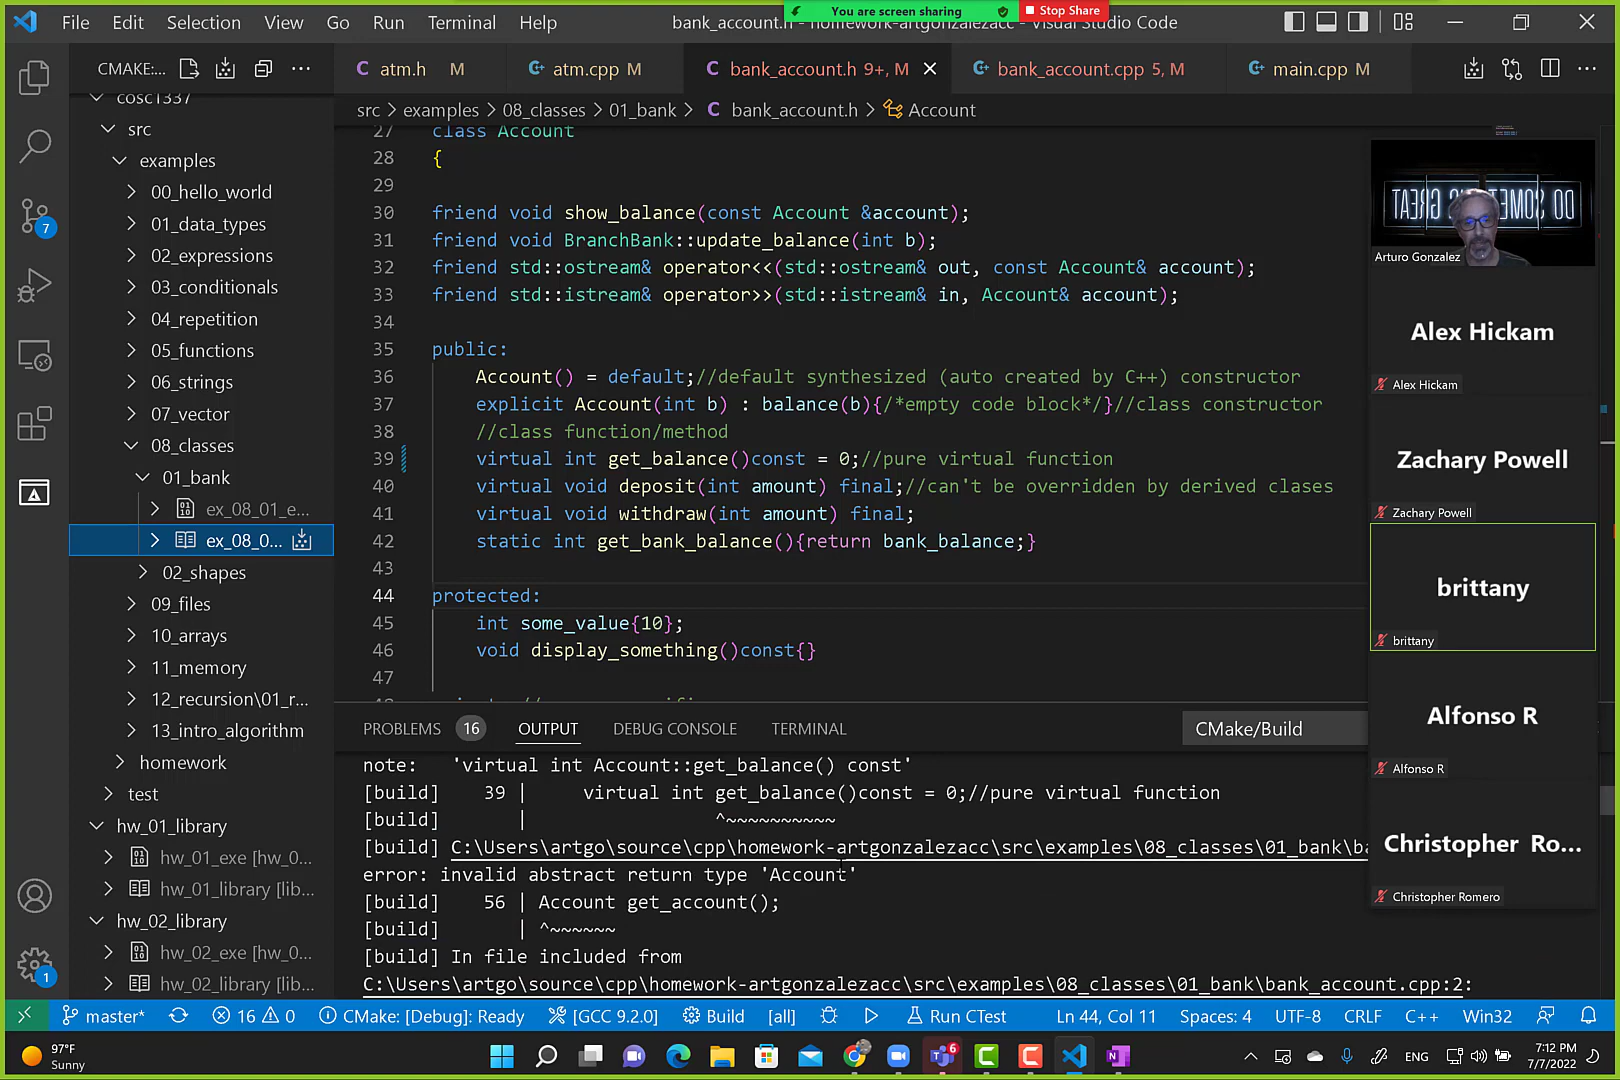 File Edit Selection View Go Run Terminal Help
bank_account.h - homework-artgonzalezacc - Visual Studio Code
You are screen sharing Stop Share
CMAKE:... ···
C atm.h M
atm.cpp M
C bank_account.h 9+, M
bank_account.cpp 5, M
main.cpp M
src > examples > 08_classes > 01_bank > C bank_account.h > Account
cosc1337
src
examples
00_hello_world
01_data_types
02_expressions
03_conditionals
04_repetition
05_functions
06_strings
07_vector
08_classes
01_bank
ex_08_01_e...
ex_08_0...
02_shapes
09_files
10_arrays
11_memory
12_recursion\01_r...
13_intro_algorithm
homework
test
hw_01_library
hw_01_exe [hw_0...
hw_01_library [lib...
hw_02_library
hw_02_exe [hw_0...
hw_02_library [lib...
7
1
27 class Account
28 {
29
30 friend void show_balance(const Account &account);
31 friend void BranchBank::update_balance(int b);
32 friend std::ostream& operator<<(std::ostream& out, const Account& account);
33 friend std::istream& operator>>(std::istream& in, Account& account);
34
35 public:
36 Account() = default;//default synthesized (auto created by C++) constructor
37 explicit Account(int b) : balance(b){/*empty code block*/}//class constructor
38 //class function/method
39 virtual int get_balance()const = 0;//pure virtual function
40 virtual void deposit(int amount) final;//can't be overridden by derived clases
41 virtual void withdraw(int amount) final;
42 static int get_bank_balance(){return bank_balance;}
43
44 protected:
45 int some_value{10};
46 void display_something()const{}
47
PROBLEMS 16 OUTPUT DEBUG CONSOLE TERMINAL
CMake/Build
note: 'virtual int Account::get_balance() const'
[build] 39 | virtual int get_balance()const = 0;//pure virtual function
[build] | ^~~~~~~~~~~
[build] C:\Users\artgo\source\cpp\homework-artgonzalezacc\src\examples\08_classes\01_bank\ba
error: invalid abstract return type 'Account'
[build] 56 | Account get_account();
[build] | ^~~~~~~
[build] In file included from
C:\Users\artgo\source\cpp\homework-artgonzalezacc\src\examples\08_classes\01_bank\bank_account.cpp:2:
DO SOMETHING GREAT
Arturo Gonzalez
Alex Hickam
Alex Hickam
Zachary Powell
Zachary Powell
brittany
brittany
Alfonso R
Alfonso R
Christopher Ro...
Christopher Romero
master* 16 0 CMake: [Debug]: Ready [GCC 9.2.0] Build [all] Run CTest Ln 44, Col 11 Spaces: 4 UTF-8 CRLF C++ Win32
97°F
Sunny
6
ENG
7:12 PM
7/7/2022